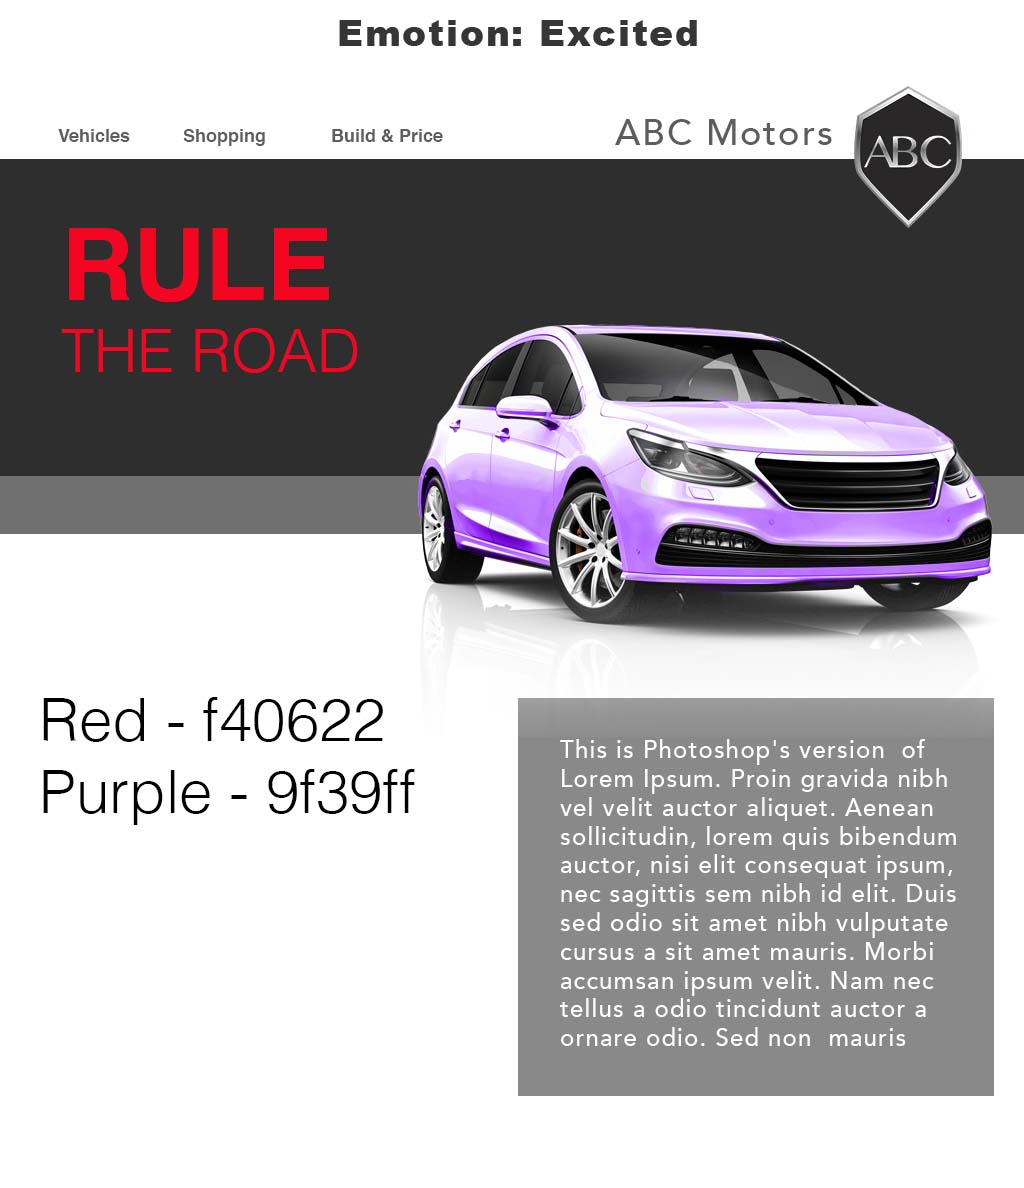 Emotion: Excited
Vehicles Shopping Build & Price
ABC Motors
ABC
RULE
THE ROAD
Red - f40622
Purple - 9f39ff
This is Photoshop's version  of
Lorem Ipsum. Proin gravida nibh
vel velit auctor aliquet. Aenean
sollicitudin, lorem quis bibendum
auctor, nisi elit consequat ipsum,
nec sagittis sem nibh id elit. Duis
sed odio sit amet nibh vulputate
cursus a sit amet mauris. Morbi
accumsan ipsum velit. Nam nec
tellus a odio tincidunt auctor a
ornare odio. Sed non  mauris